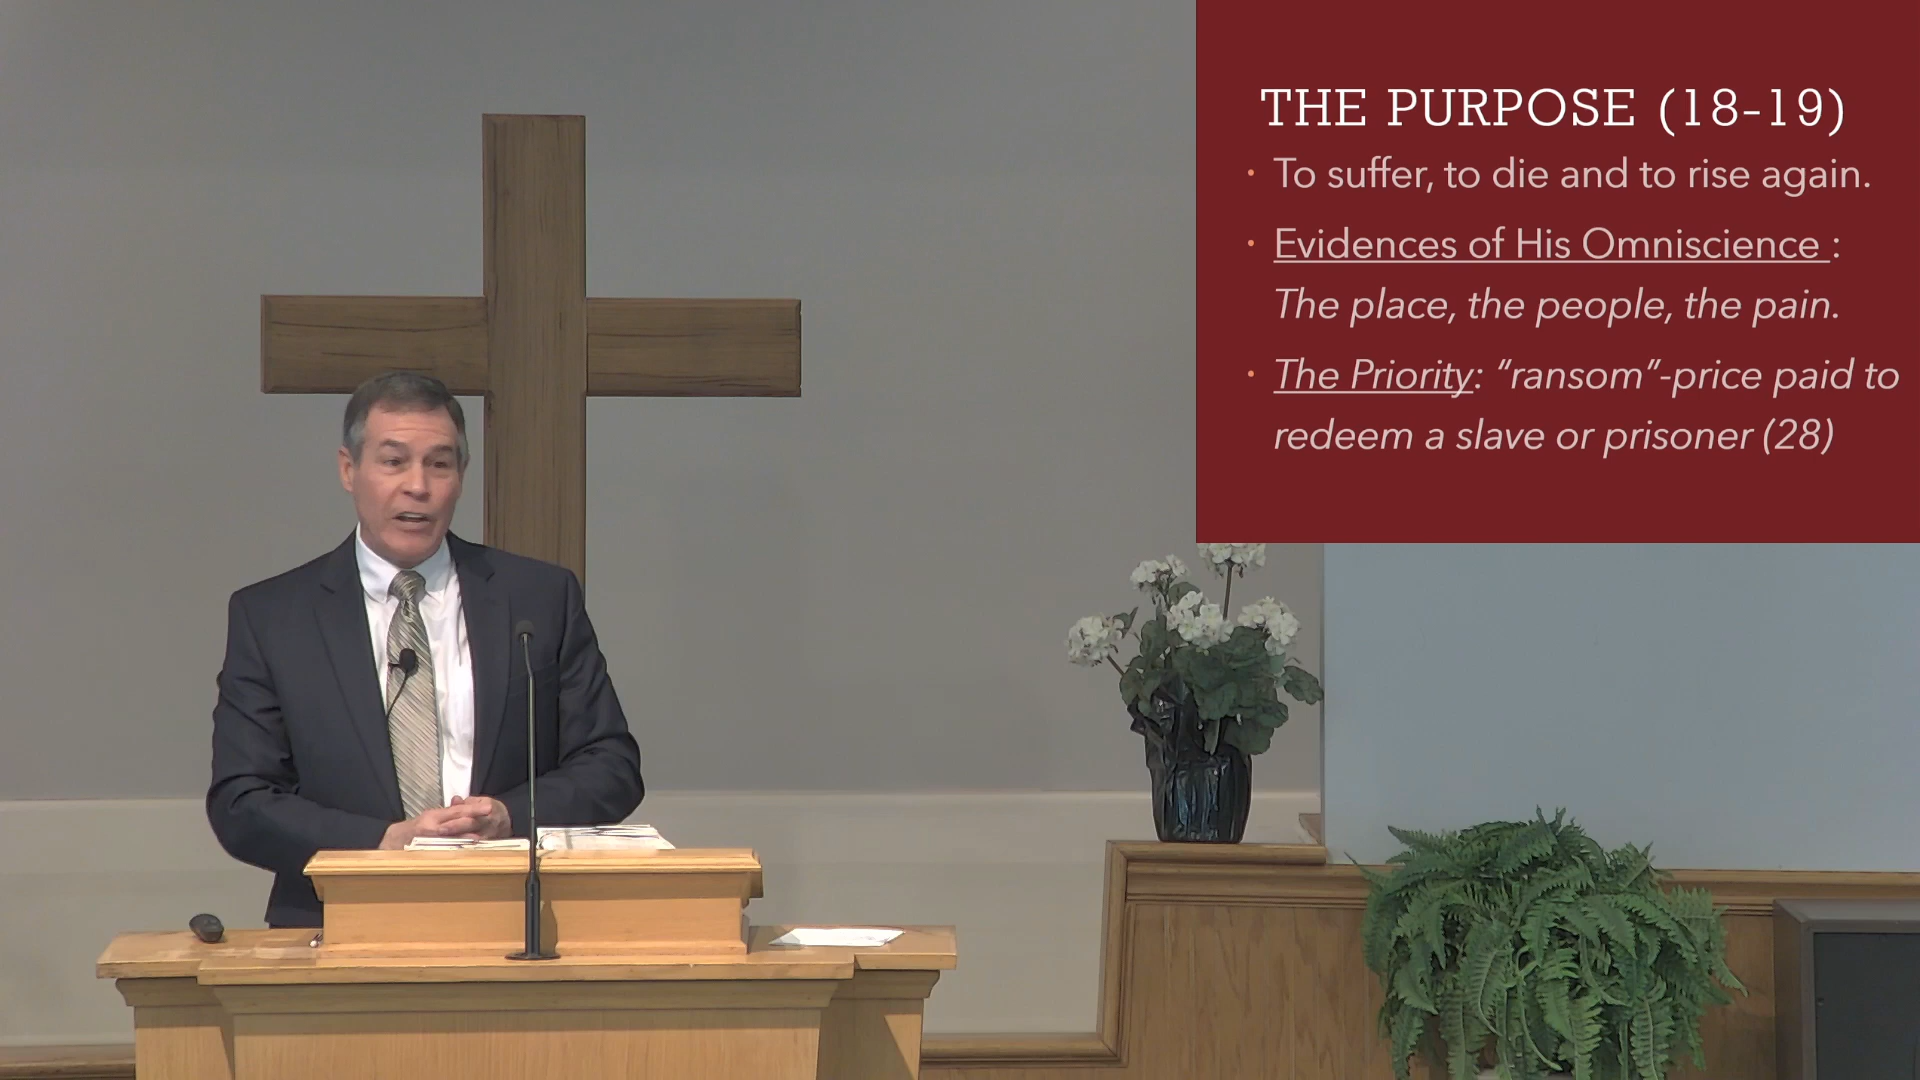 THE PURPOSE (18-19)
• To suffer, to die and to rise again.
• Evidences of His Omniscience :
The place, the people, the pain.
• The Priority: “ransom”-price paid to
redeem a slave or prisoner (28)